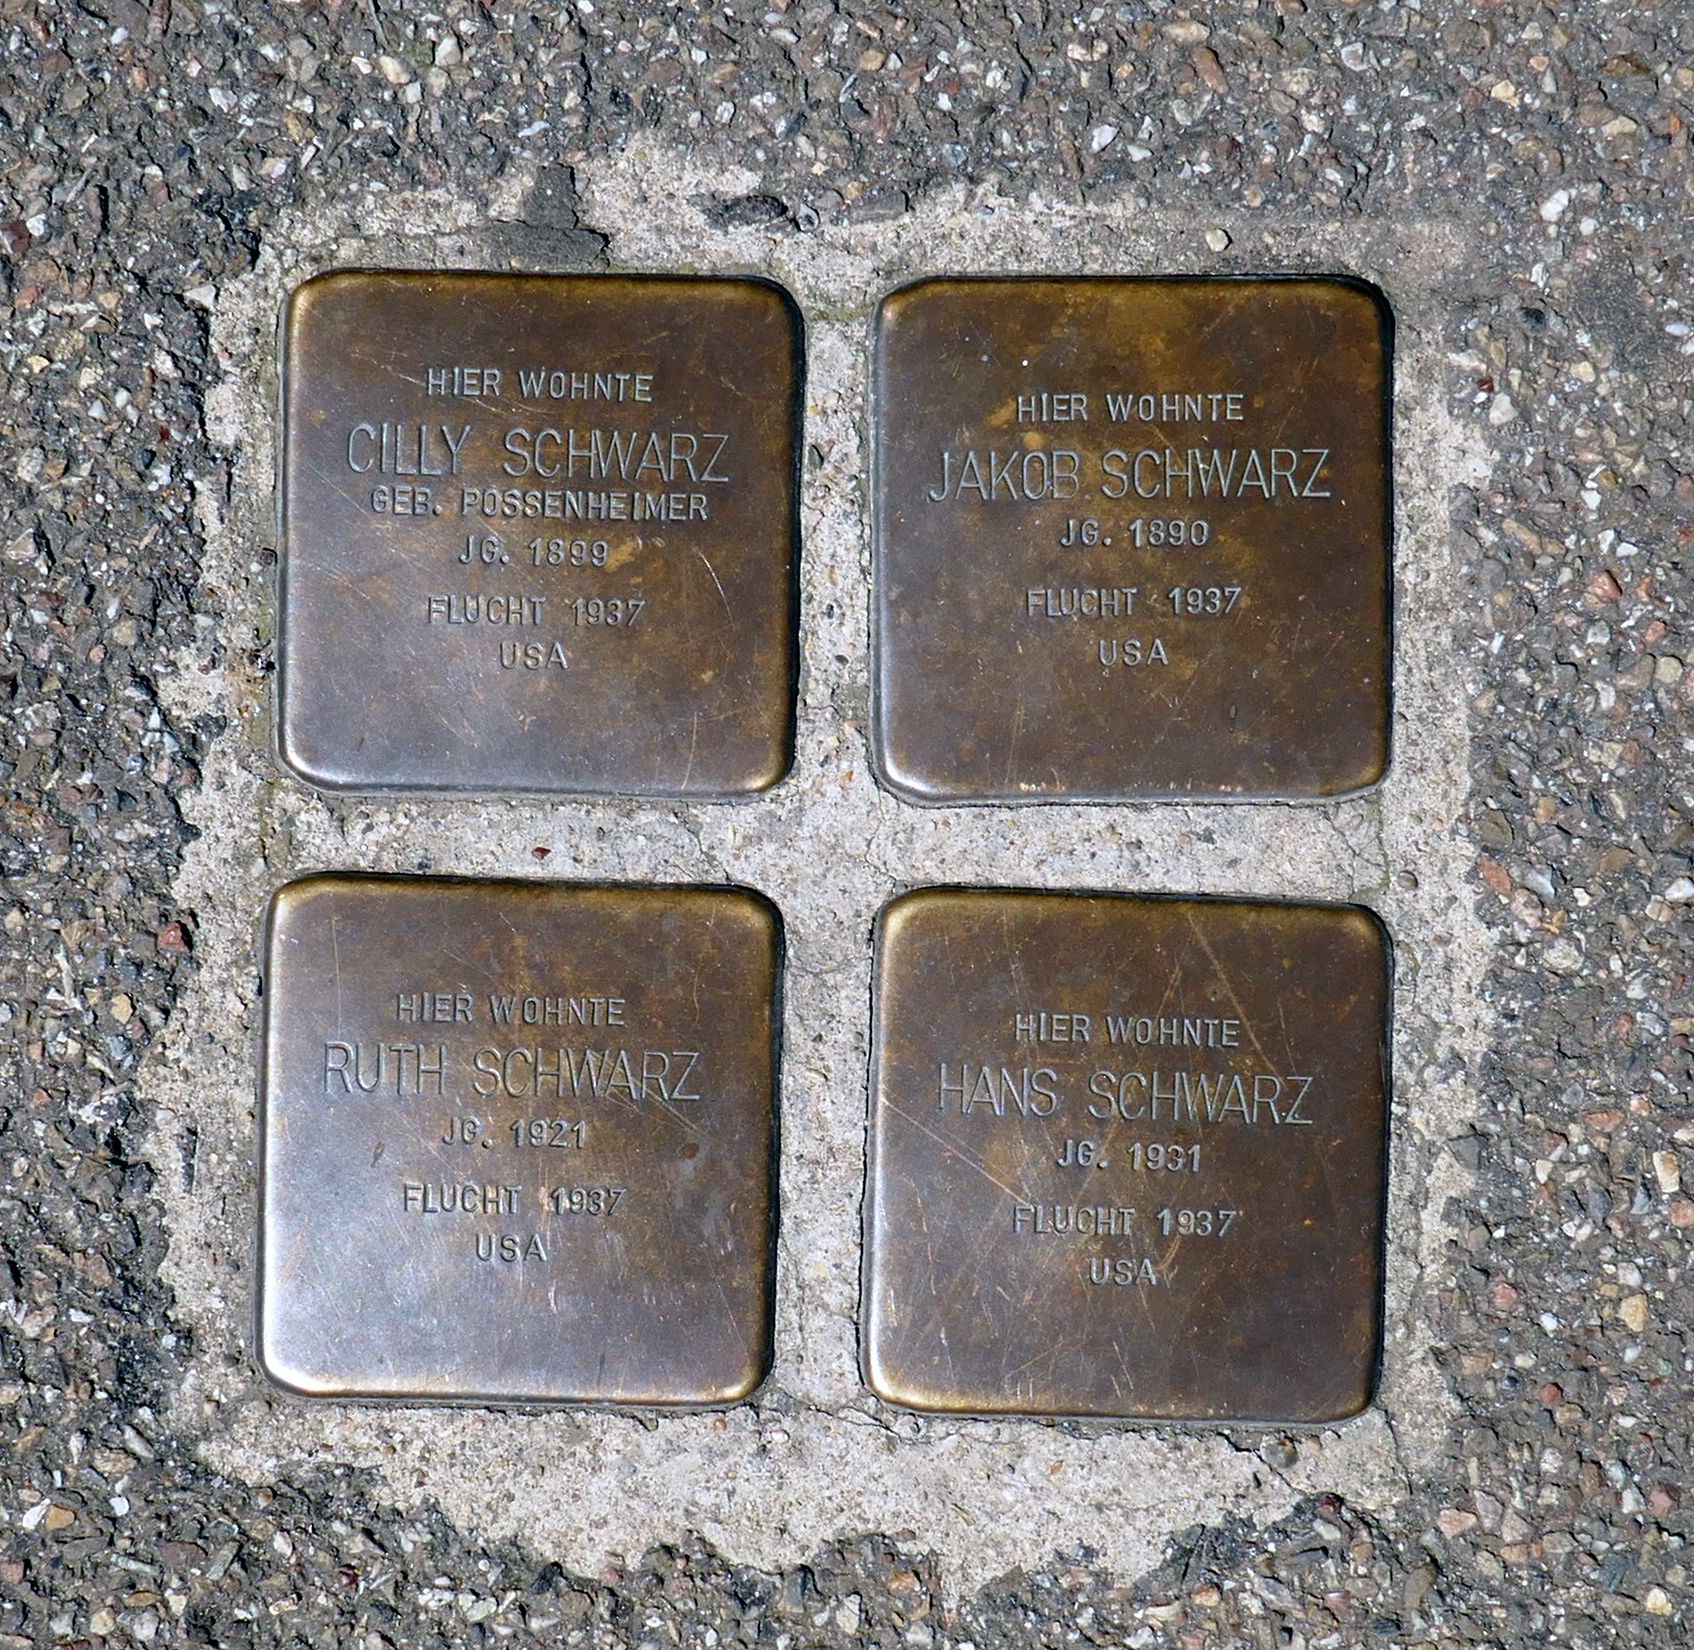 HIER WOHNTE
CILLY SCHWARZ
GEB. POSSENHEIMER
JG. 1899
FLUCHT 1937
USA
HIER WOHNTE
JAKOB SCHWARZ
JG. 1890
FLUCHT 1937
USA
HIER WOHNTE
RUTH SCHWARZ
JG. 1921
FLUCHT 1937
USA
HIER WOHNTE
HANS SCHWARZ
JG. 1931
FLUCHT 1937
USA